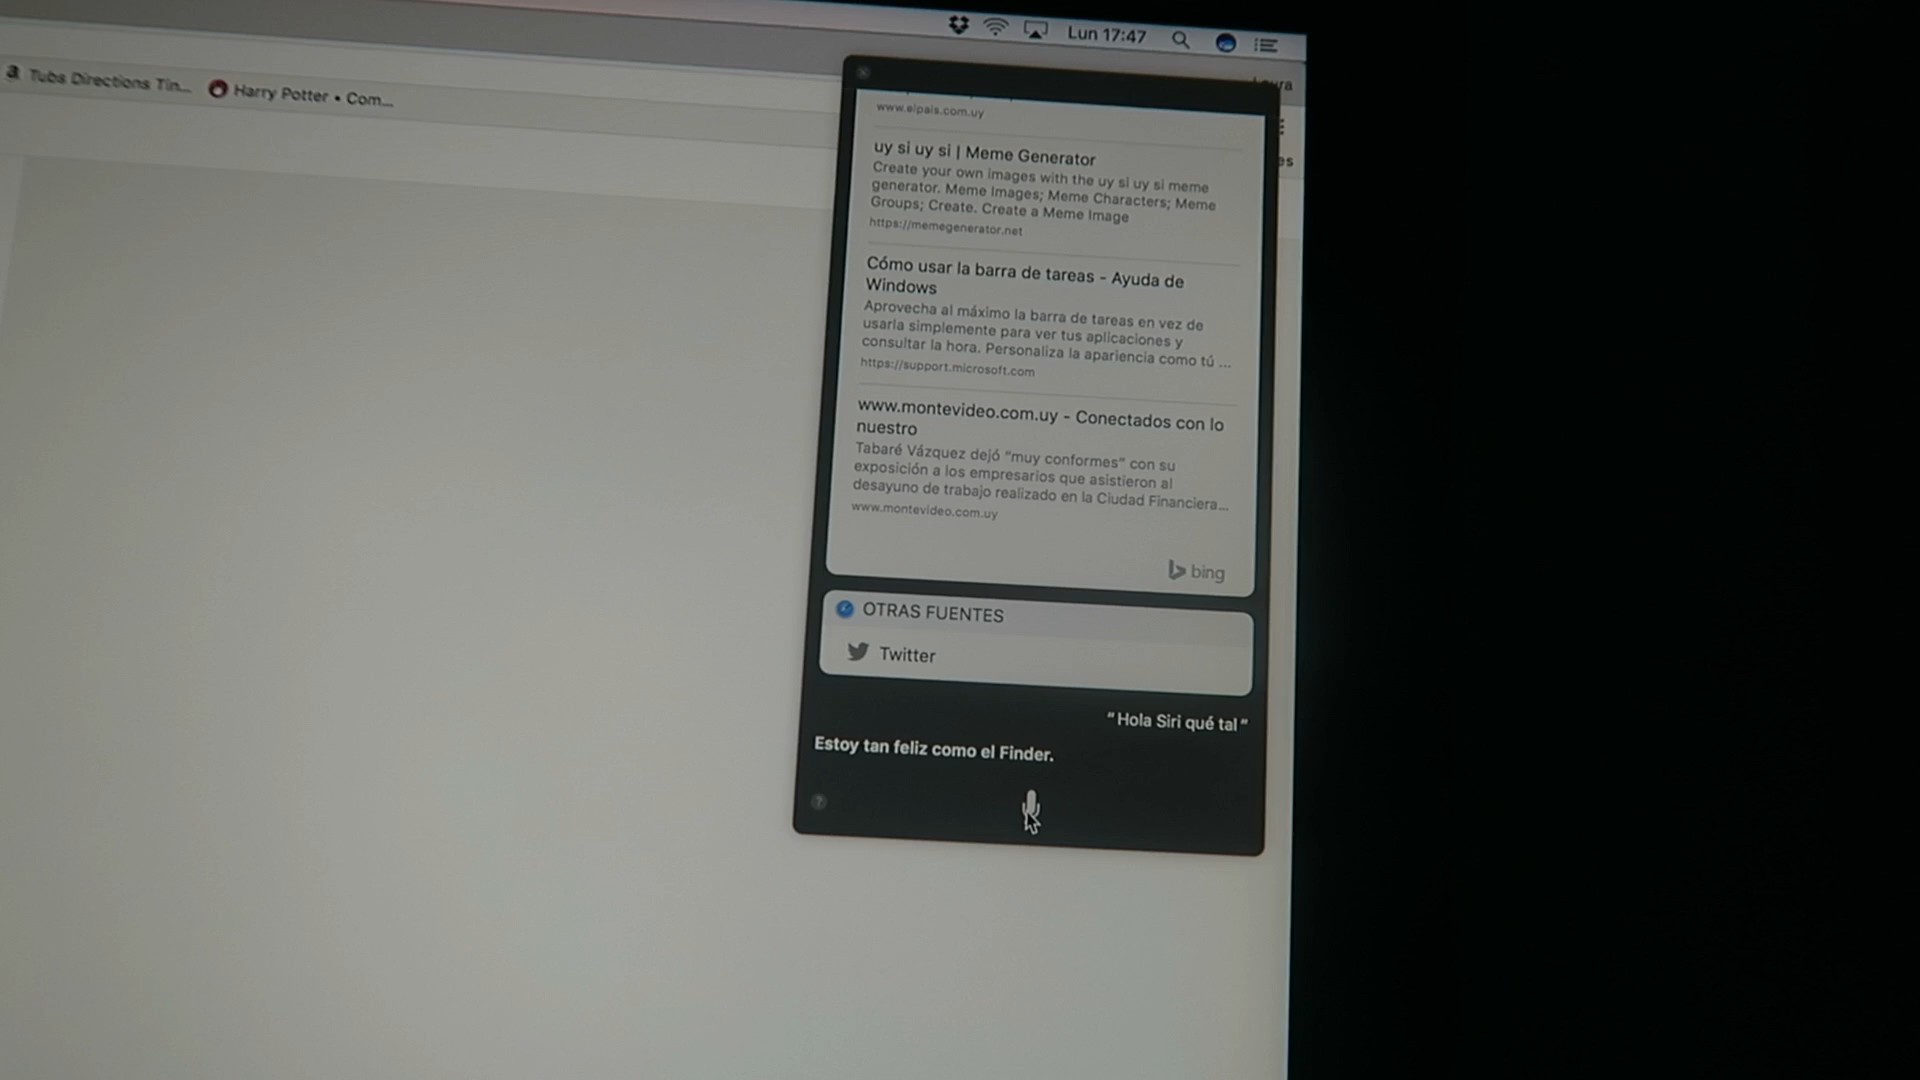 Lun 17:47
a Tubs Directions Tin...
Harry Potter • Com...
www.elpais.com.uy
uy si uy si | Meme Generator
Create your own images with the uy si uy si meme
generator. Meme Images; Meme Characters; Meme
Groups; Create. Create a Meme Image
https://memegenerator.net
Cómo usar la barra de tareas - Ayuda de
Windows
Aprovecha al máximo la barra de tareas en vez de
usarla simplemente para ver tus aplicaciones y
consultar la hora. Personaliza la apariencia como tú ...
https://support.microsoft.com
www.montevideo.com.uy - Conectados con lo
nuestro
Tabaré Vázquez dejó "muy conformes" con su
exposición a los empresarios que asistieron al
desayuno de trabajo realizado en la Ciudad Financiera...
www.montevideo.com.uy
bing
OTRAS FUENTES
Twitter
"Hola Siri qué tal"
Estoy tan feliz como el Finder.
?